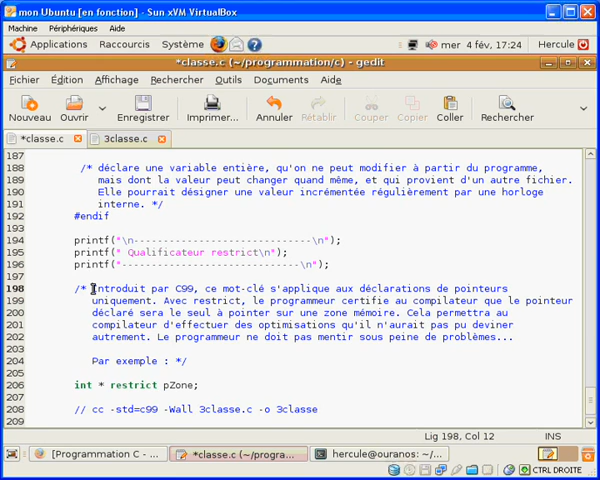 mon Ubuntu [en fonction] - Sun xVM VirtualBox
Machine Périphériques Aide
Applications Raccourcis Système mer 4 fév, 17:24 Hercule
*classe.c (~/programmation/c) - gedit
Fichier Édition Affichage Rechercher Outils Documents Aide
Nouveau Ouvrir Enregistrer Imprimer... Annuler Rétablir Couper Copier Coller Rechercher
*classe.c 3classe.c
187
188 /* déclare une variable entière, qu'on ne peut modifier à partir du programme,
189 mais dont la valeur peut changer quand même, et qui provient d'un autre fichier.
190 Elle pourrait désigner une valeur incrémentée régulièrement par une horloge
191 interne. */
192 #endif
193
194 printf("\n------------------------------\n");
195 printf(" Qualificateur restrict\n");
196 printf("------------------------------\n");
197
198 /* Introduit par C99, ce mot-clé s'applique aux déclarations de pointeurs
199 uniquement. Avec restrict, le programmeur certifie au compilateur que le pointeur
200 déclaré sera le seul à pointer sur une zone mémoire. Cela permettra au
201 compilateur d'effectuer des optimisations qu'il n'aurait pas pu deviner
202 autrement. Le programmeur ne doit pas mentir sous peine de problèmes...
203
204 Par exemple : */
205
206 int * restrict pZone;
207
208 // cc -std=c99 -Wall 3classe.c -o 3classe
209
Lig 198, Col 12 INS
[Programmation C - ... *classe.c (~/progra... hercule@ouranos: ~/...
CTRL DROITE